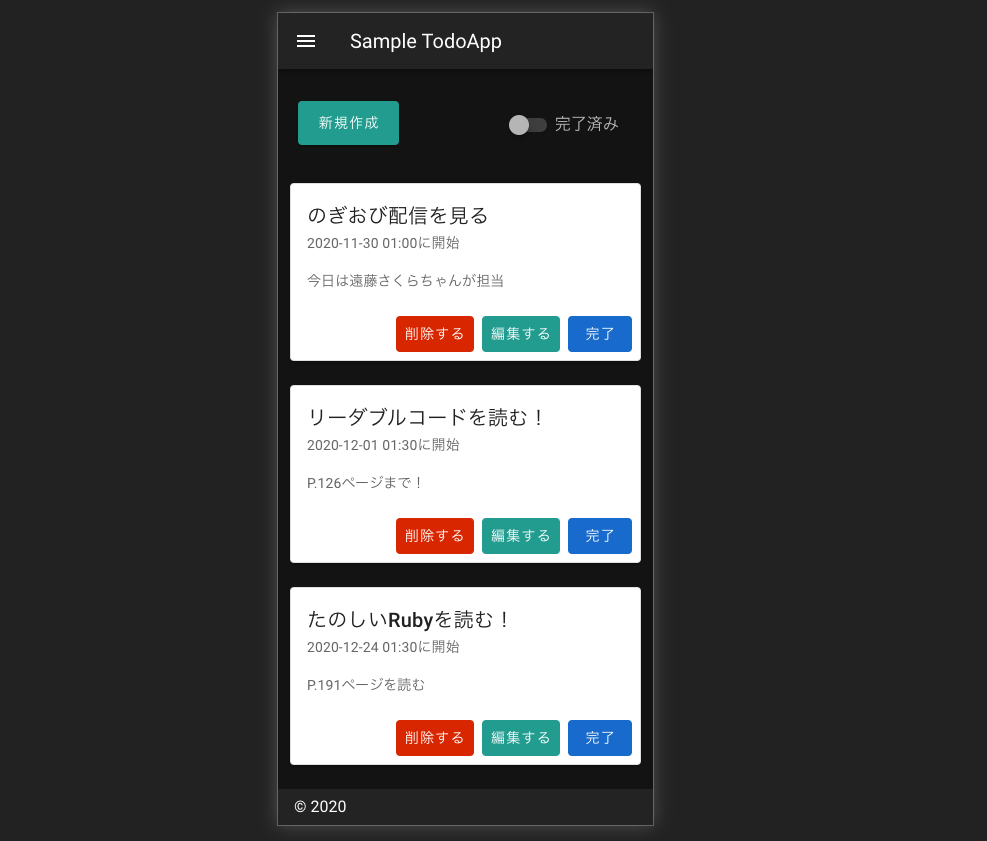 Sample TodoApp
新規作成
完了済み
のぎおび配信を見る
2020-11-30 01:00に開始
今日は遠藤さくらちゃんが担当
削除する 編集する 完了
リーダブルコードを読む！
2020-12-01 01:30に開始
P.126ページまで！
削除する 編集する 完了
たのしいRubyを読む！
2020-12-24 01:30に開始
P.191ページを読む
削除する 編集する 完了
© 2020